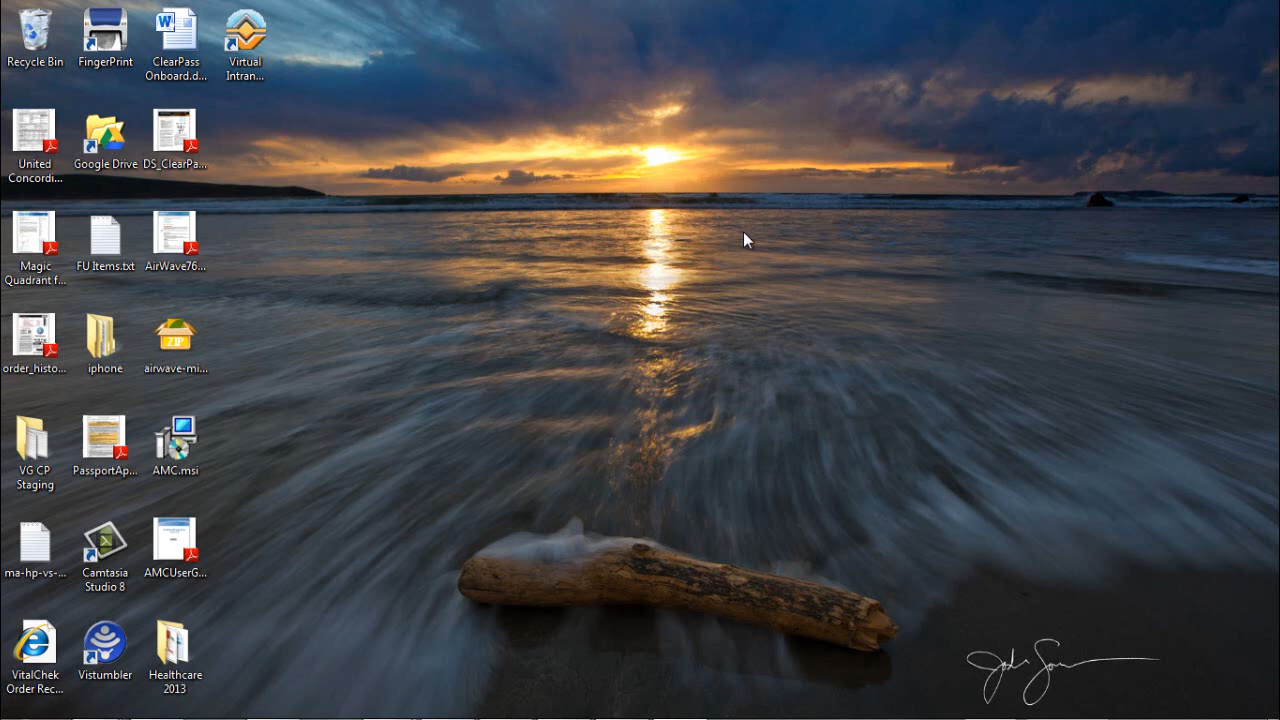 Recycle Bin
FingerPrint
ClearPass
Onboard.d...
Virtual
Intran...
United
Concordi...
Google Drive
DS_ClearPa...
Magic
Quadrant f...
FU Items.txt
AirWave76...
order_histo...
iphone
ZIP
airwave-mi...
VG CP
Staging
PassportAp...
AMC.msi
ma-hp-vs-...
Camtasia
Studio 8
AMCUserG...
VitalChek
Order Rec...
Vistumbler
Healthcare
2013